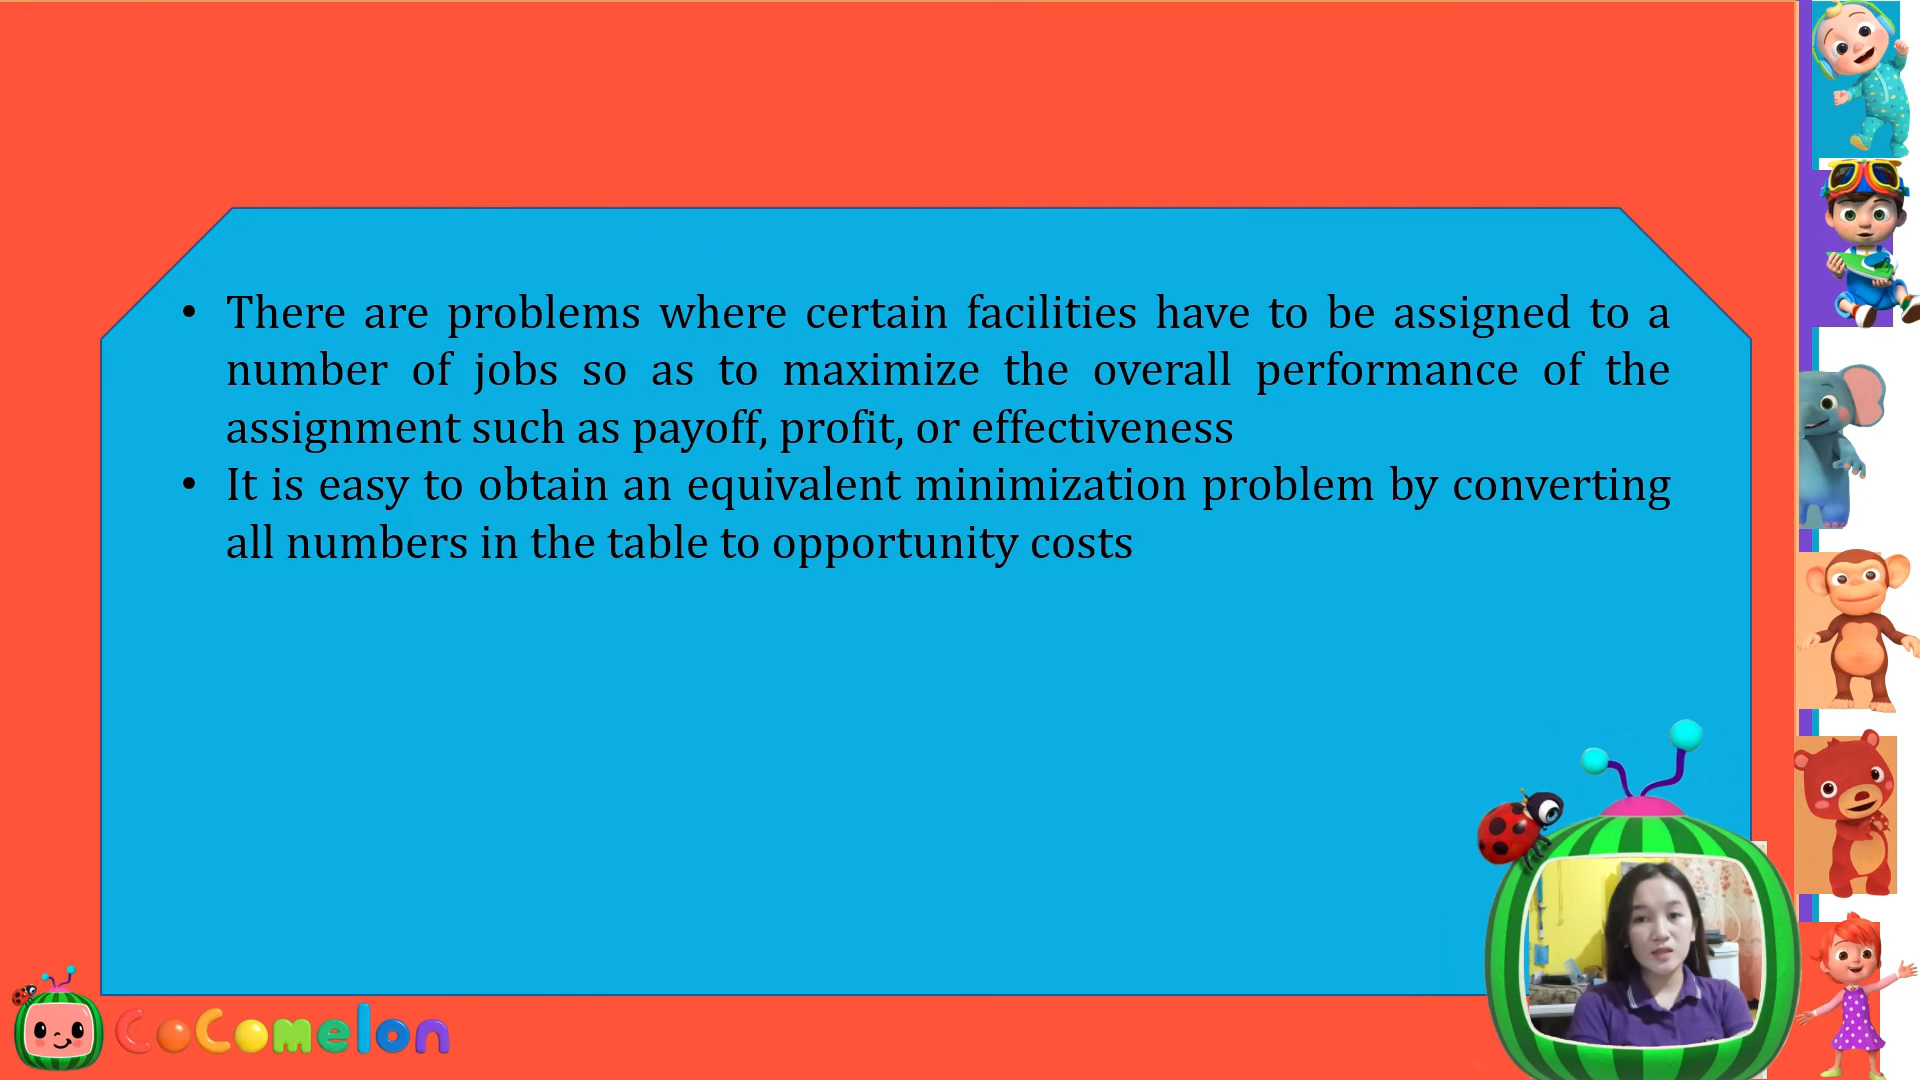 • There are problems where certain facilities have to be assigned to a
number of jobs so as to maximize the overall performance of the
assignment such as payoff, profit, or effectiveness
• It is easy to obtain an equivalent minimization problem by converting
all numbers in the table to opportunity costs
CoComelon